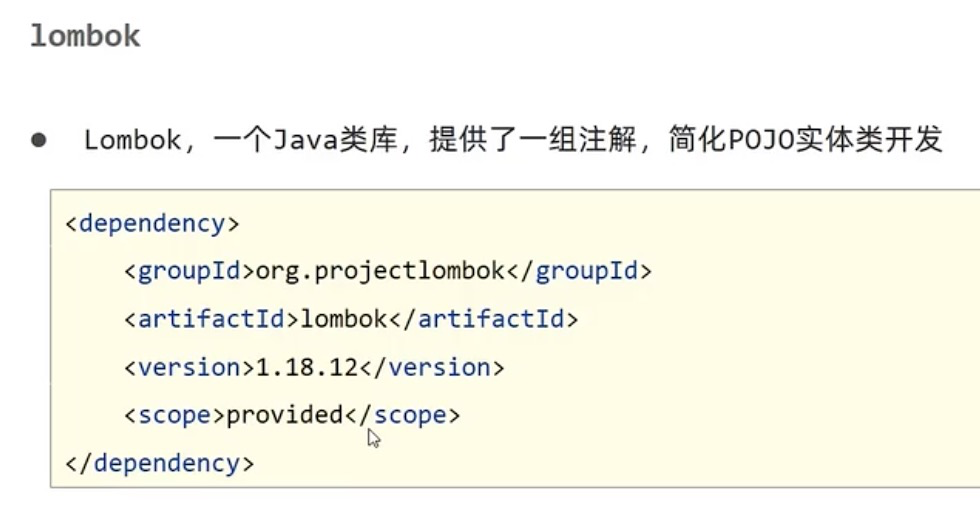 lombok
Lombok，一个Java类库，提供了一组注解，简化POJO实体类开发
<dependency>
<groupId>org.projectlombok</groupId>
<artifactId>lombok</artifactId>
<version>1.18.12</version>
<scope>provided</scope>
</dependency>